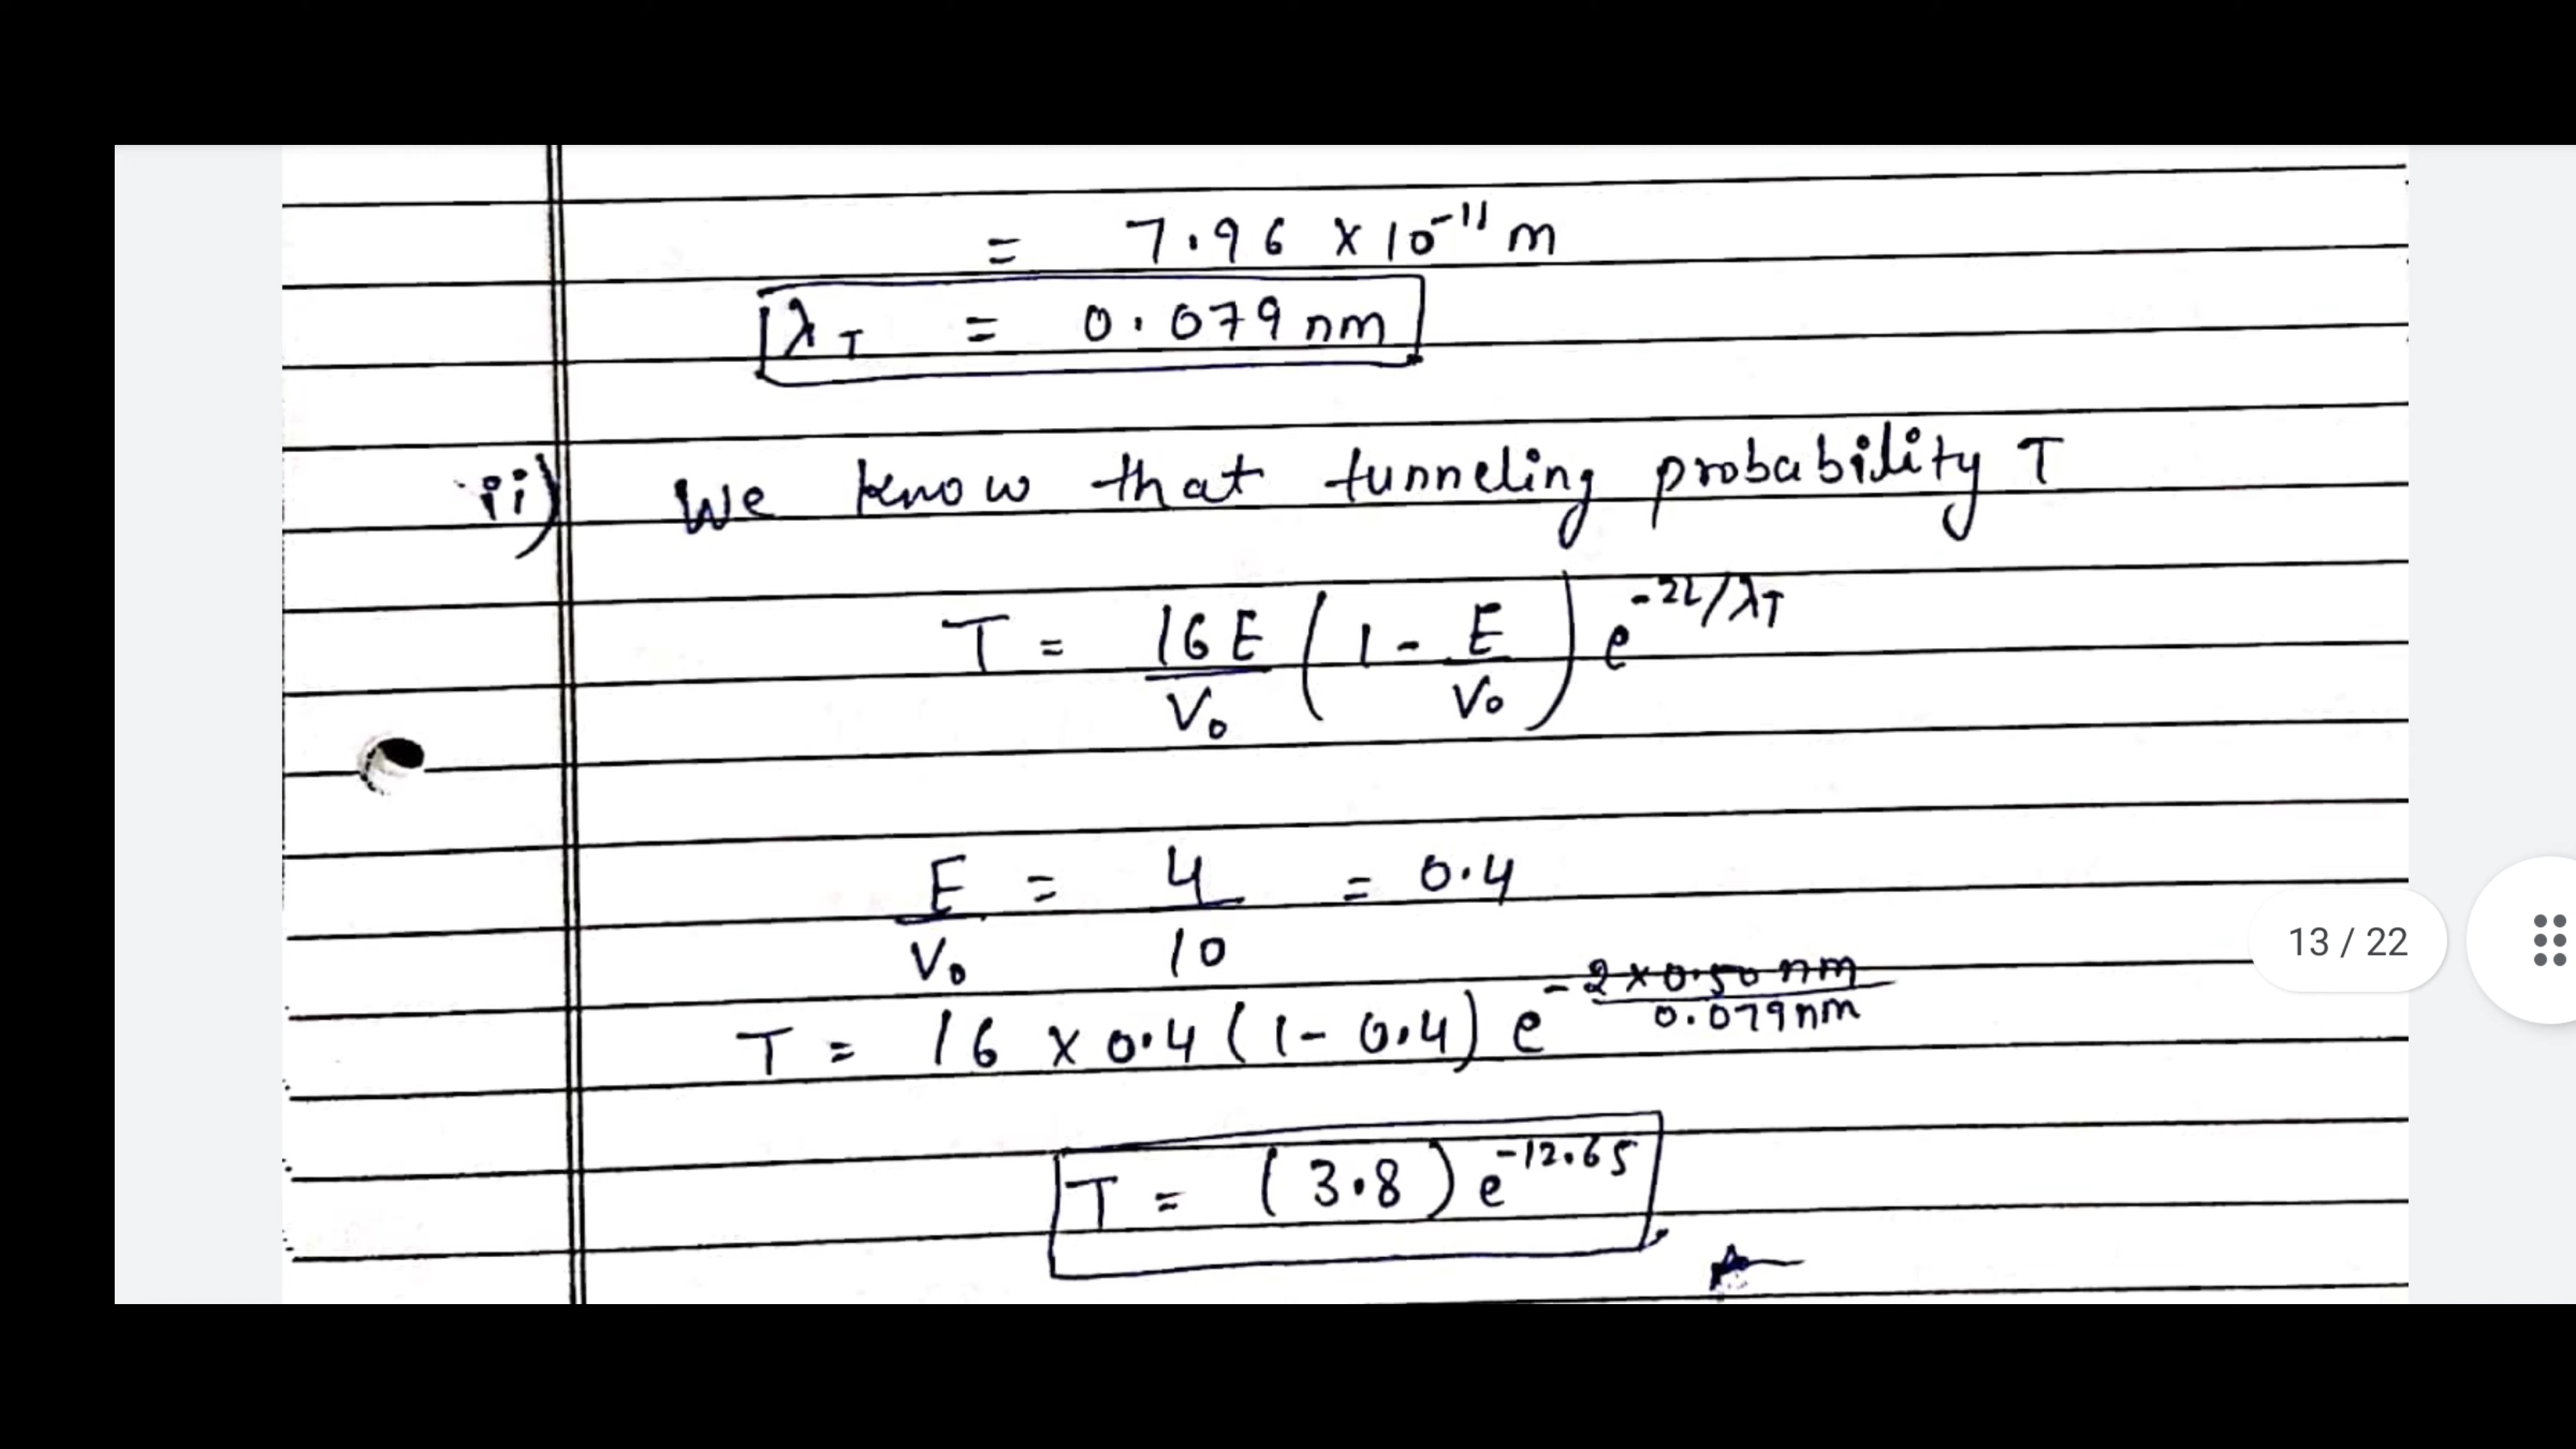 = 7.96 x 10⁻¹¹ m
λT = 0.079 nm
ii) We know that tunneling probability T
T = 16E/V₀ (1 - E/V₀) e^(-2L/λT)
E/V₀ = 4/10 = 0.4
13 / 22
T = 16 x 0.4 (1 - 0.4) e^(-2 x 0.50 nm/0.079 nm)
T = (3.8) e^(-12.65)